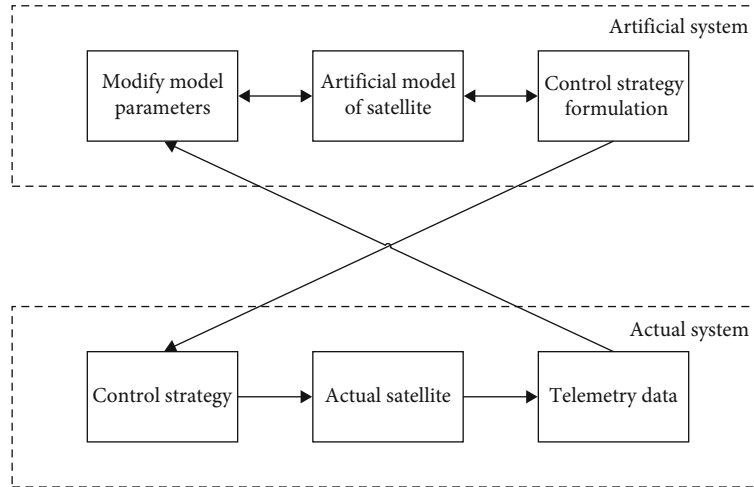 Artificial system
Modify model
parameters
Artificial model
of satellite
Control strategy
formulation
Actual system
Control strategy
Actual satellite
Telemetry data